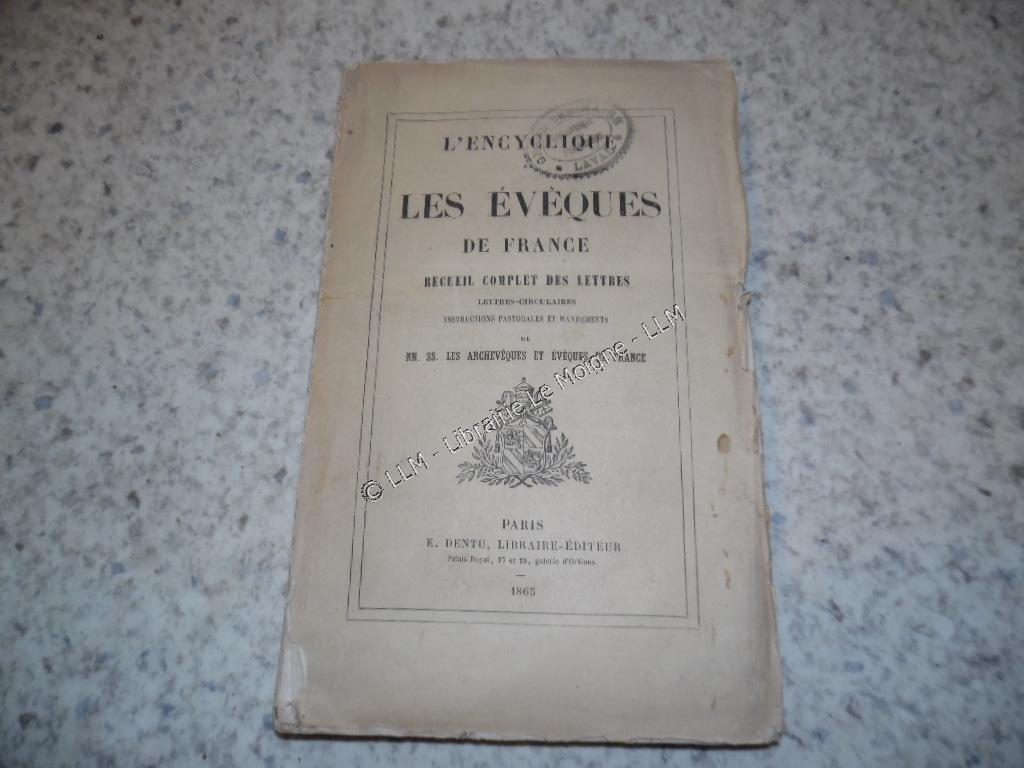 L'ENCYCLIQUE
LAVA
LES ÉVÊQUES
DE FRANCE
RECUEIL COMPLET DES LETTRES
LETTRES-CIRCULAIRES
INSTRUCTIONS PASTORALES ET MANDEMENTS
DE
NN. SS. LES ARCHEVÊQUES ET ÉVÊQUES DE FRANCE
© LLM - Librairie Le Moigne - LLM
PARIS
E. DENTU, LIBRAIRE-ÉDITEUR
Palais-Royal, 17 et 19, galerie d'Orléans
1865